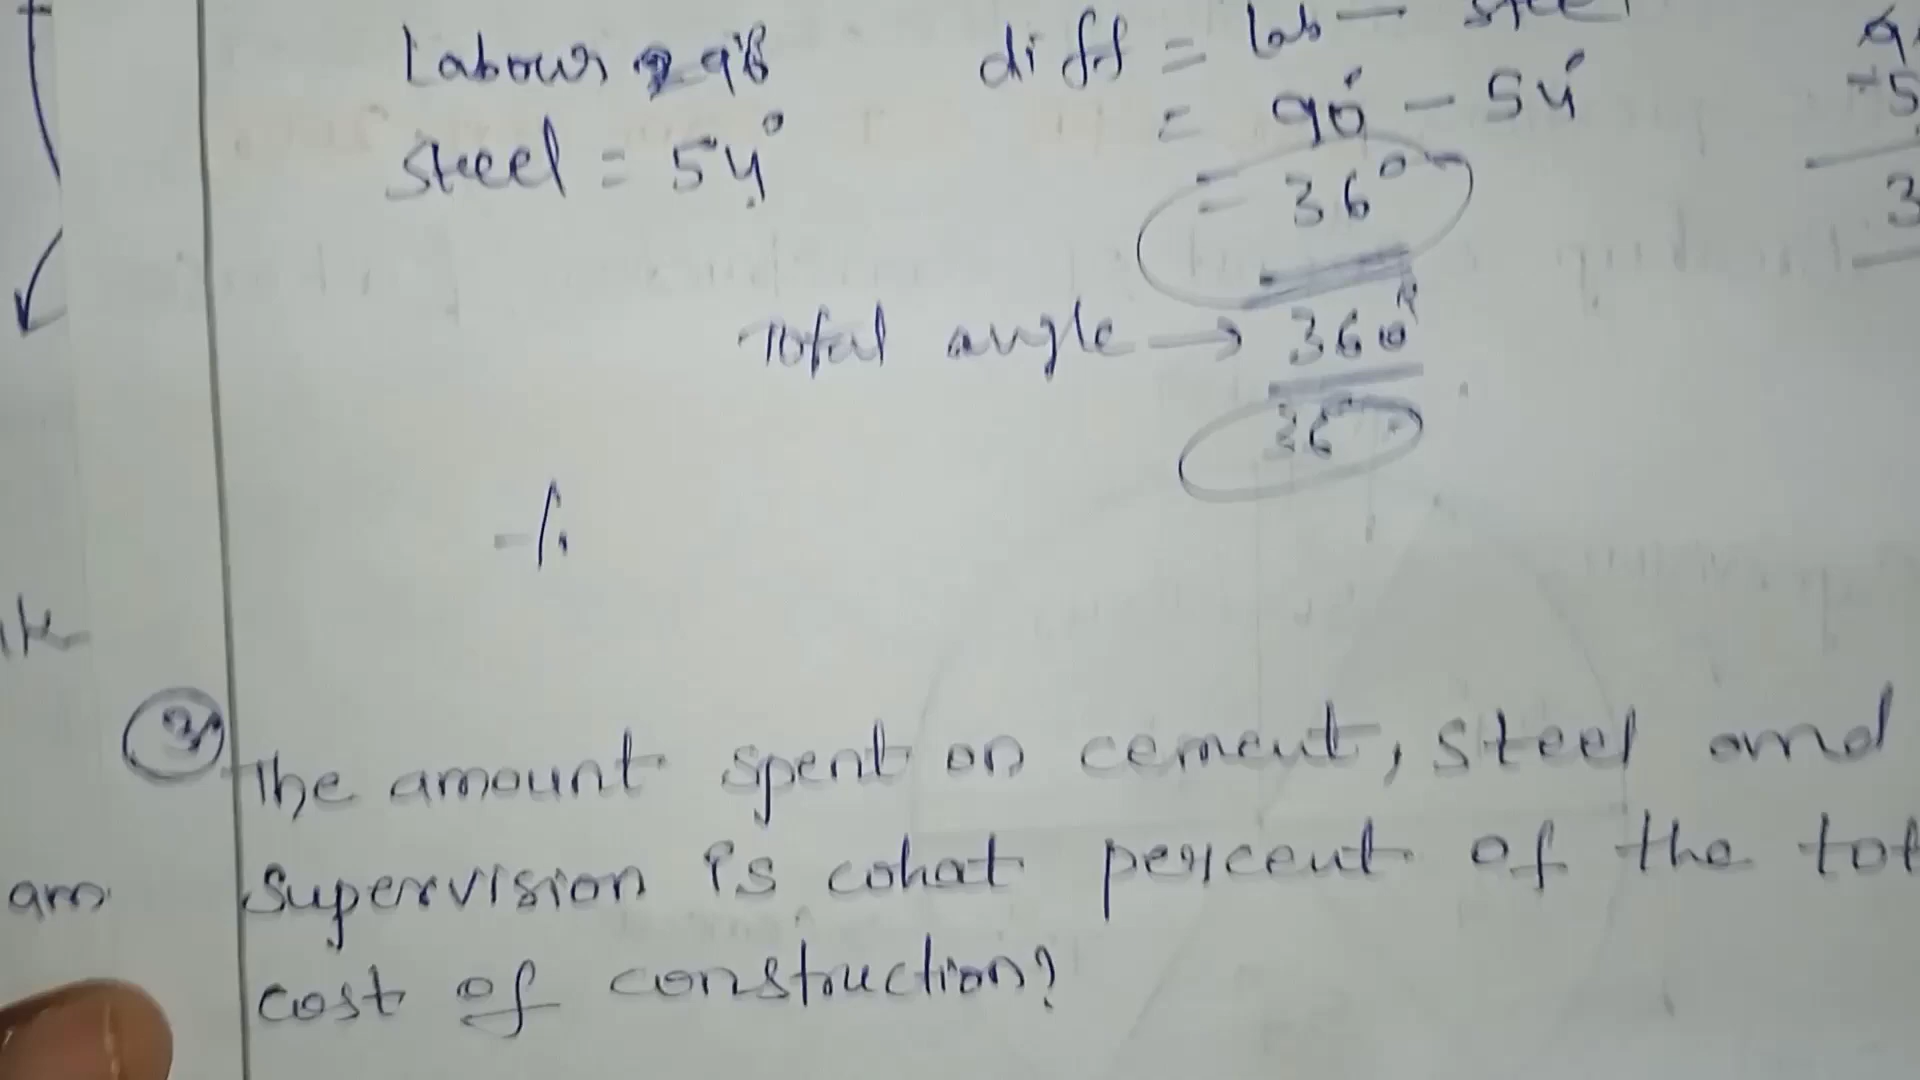 Labour = 90° diff = lab — steel
steel = 54° = 90° — 54°
= 36°
Total angle → 360°
36°
%
③ The amount spent on cement, steel and
supervision is what percent of the tot
cost of construction?
am